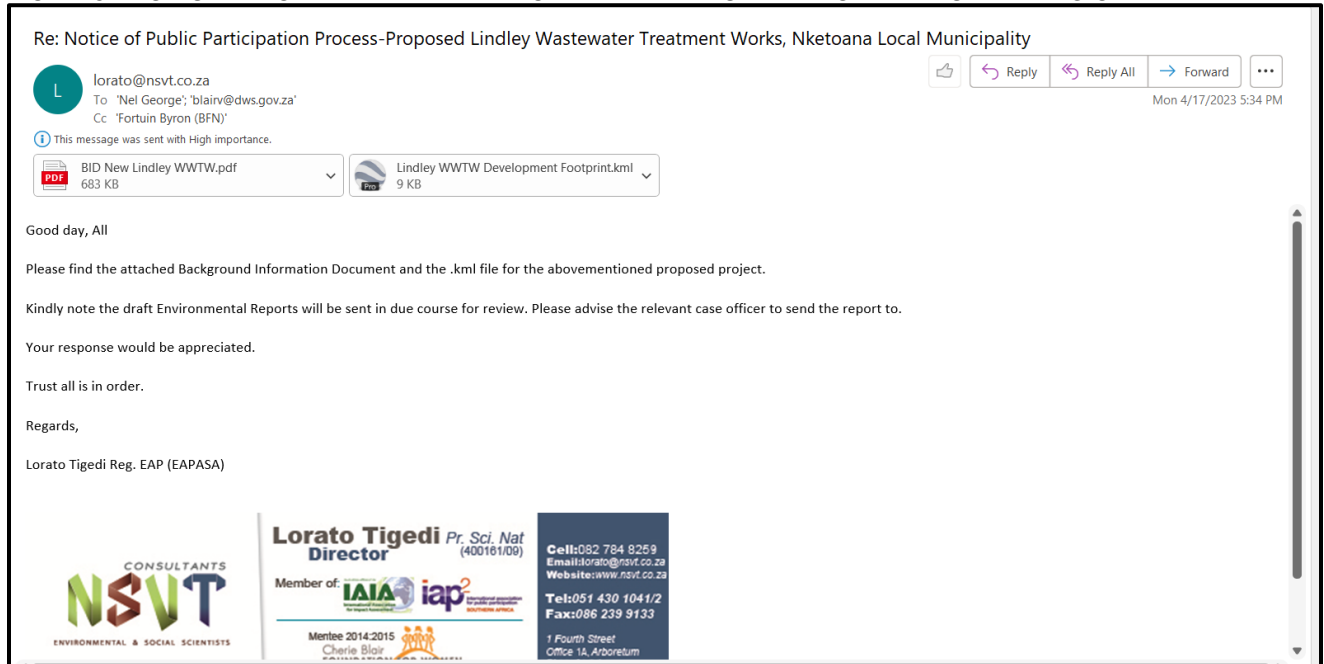 Re: Notice of Public Participation Process-Proposed Lindley Wastewater Treatment Works, Nketoana Local Municipality
L
lorato@nsvt.co.za
To 'Nel George'; 'blairv@dws.gov.za'
Cc 'Fortuin Byron (BFN)'
Reply
Reply All
Forward
Mon 4/17/2023 5:34 PM
This message was sent with High importance.
PDF
BID New Lindley WWTW.pdf
683 KB
Pro
Lindley WWTW Development Footprint.kml
9 KB
Good day, All
Please find the attached Background Information Document and the .kml file for the abovementioned proposed project.
Kindly note the draft Environmental Reports will be sent in due course for review. Please advise the relevant case officer to send the report to.
Your response would be appreciated.
Trust all is in order.
Regards,
Lorato Tigedi Reg. EAP (EAPASA)
CONSULTANTS
NSVT
ENVIRONMENTAL & SOCIAL SCIENTISTS
Lorato Tigedi Pr. Sci. Nat
Director (400161/09)
Member of: IAIA iap2
Mentee 2014:2015
Cherie Blair
FOUNDATION FOR WOMEN
Cell:082 784 8259
Email:lorato@nsvt.co.za
Website:www.nsvt.co.za
Tel:051 430 1041/2
Fax:086 239 9133
1 Fourth Street
Office 1A, Arboretum